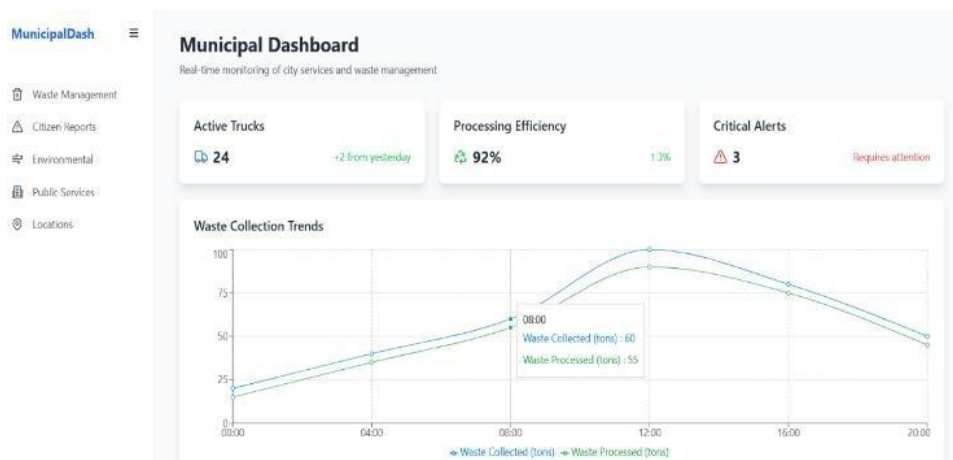 MunicipalDash
Waste Management
Citizen Reports
Environmental
Public Services
Locations
Municipal Dashboard
Real-time monitoring of city services and waste management
Active Trucks
24
+2 from yesterday
Processing Efficiency
92%
Critical Alerts
3
Requires attention
Waste Collection Trends
100
75
50
25
0
08:00
Waste Collected (tons) : 60
Waste Processed (tons) : 55
00:00 04:00 08:00 12:00 16:00 20:00
Waste Collected (tons) Waste Processed (tons)